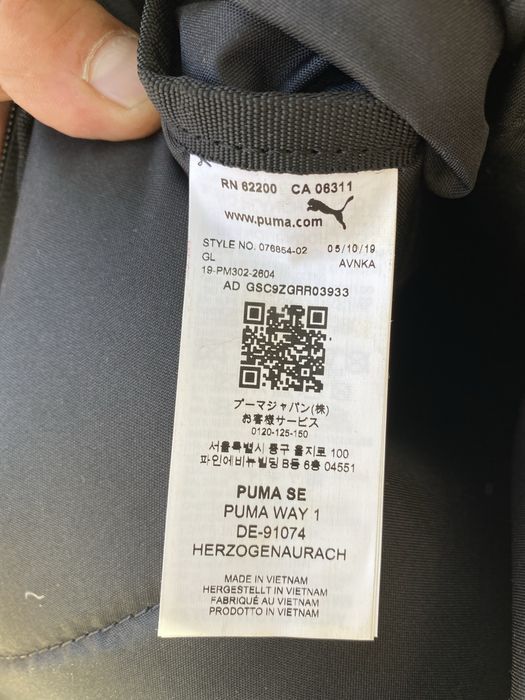 RN 62200 CA 06311
www.puma.com
STYLE NO. 076854-02 05/10/19
GL AVNKA
19-PM302-2604
AD GSC9ZGRR03933
プーマジャパン(株)
お客様サービス
0120-125-150
서울특별시 중구 을지로 100
파인에비뉴빌딩 B동 6층 04551
PUMA SE
PUMA WAY 1
DE-91074
HERZOGENAURACH
MADE IN VIETNAM
HERGESTELLT IN VIETNAM
FABRIQUÉ AU VIETNAM
PRODOTTO IN VIETNAM